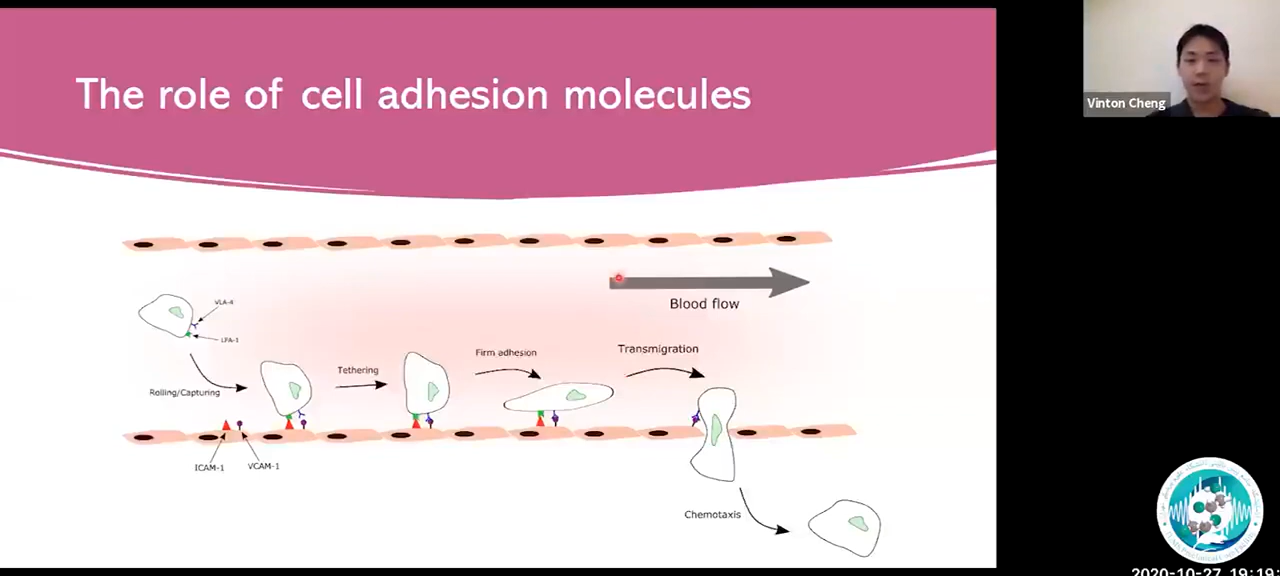 The role of cell adhesion molecules
Vinton Cheng
Blood flow
VLA-4
LFA-1
Rolling/Capturing
Tethering
Firm adhesion
Transmigration
ICAM-1
VCAM-1
Chemotaxis
2020-10-27 19:19: